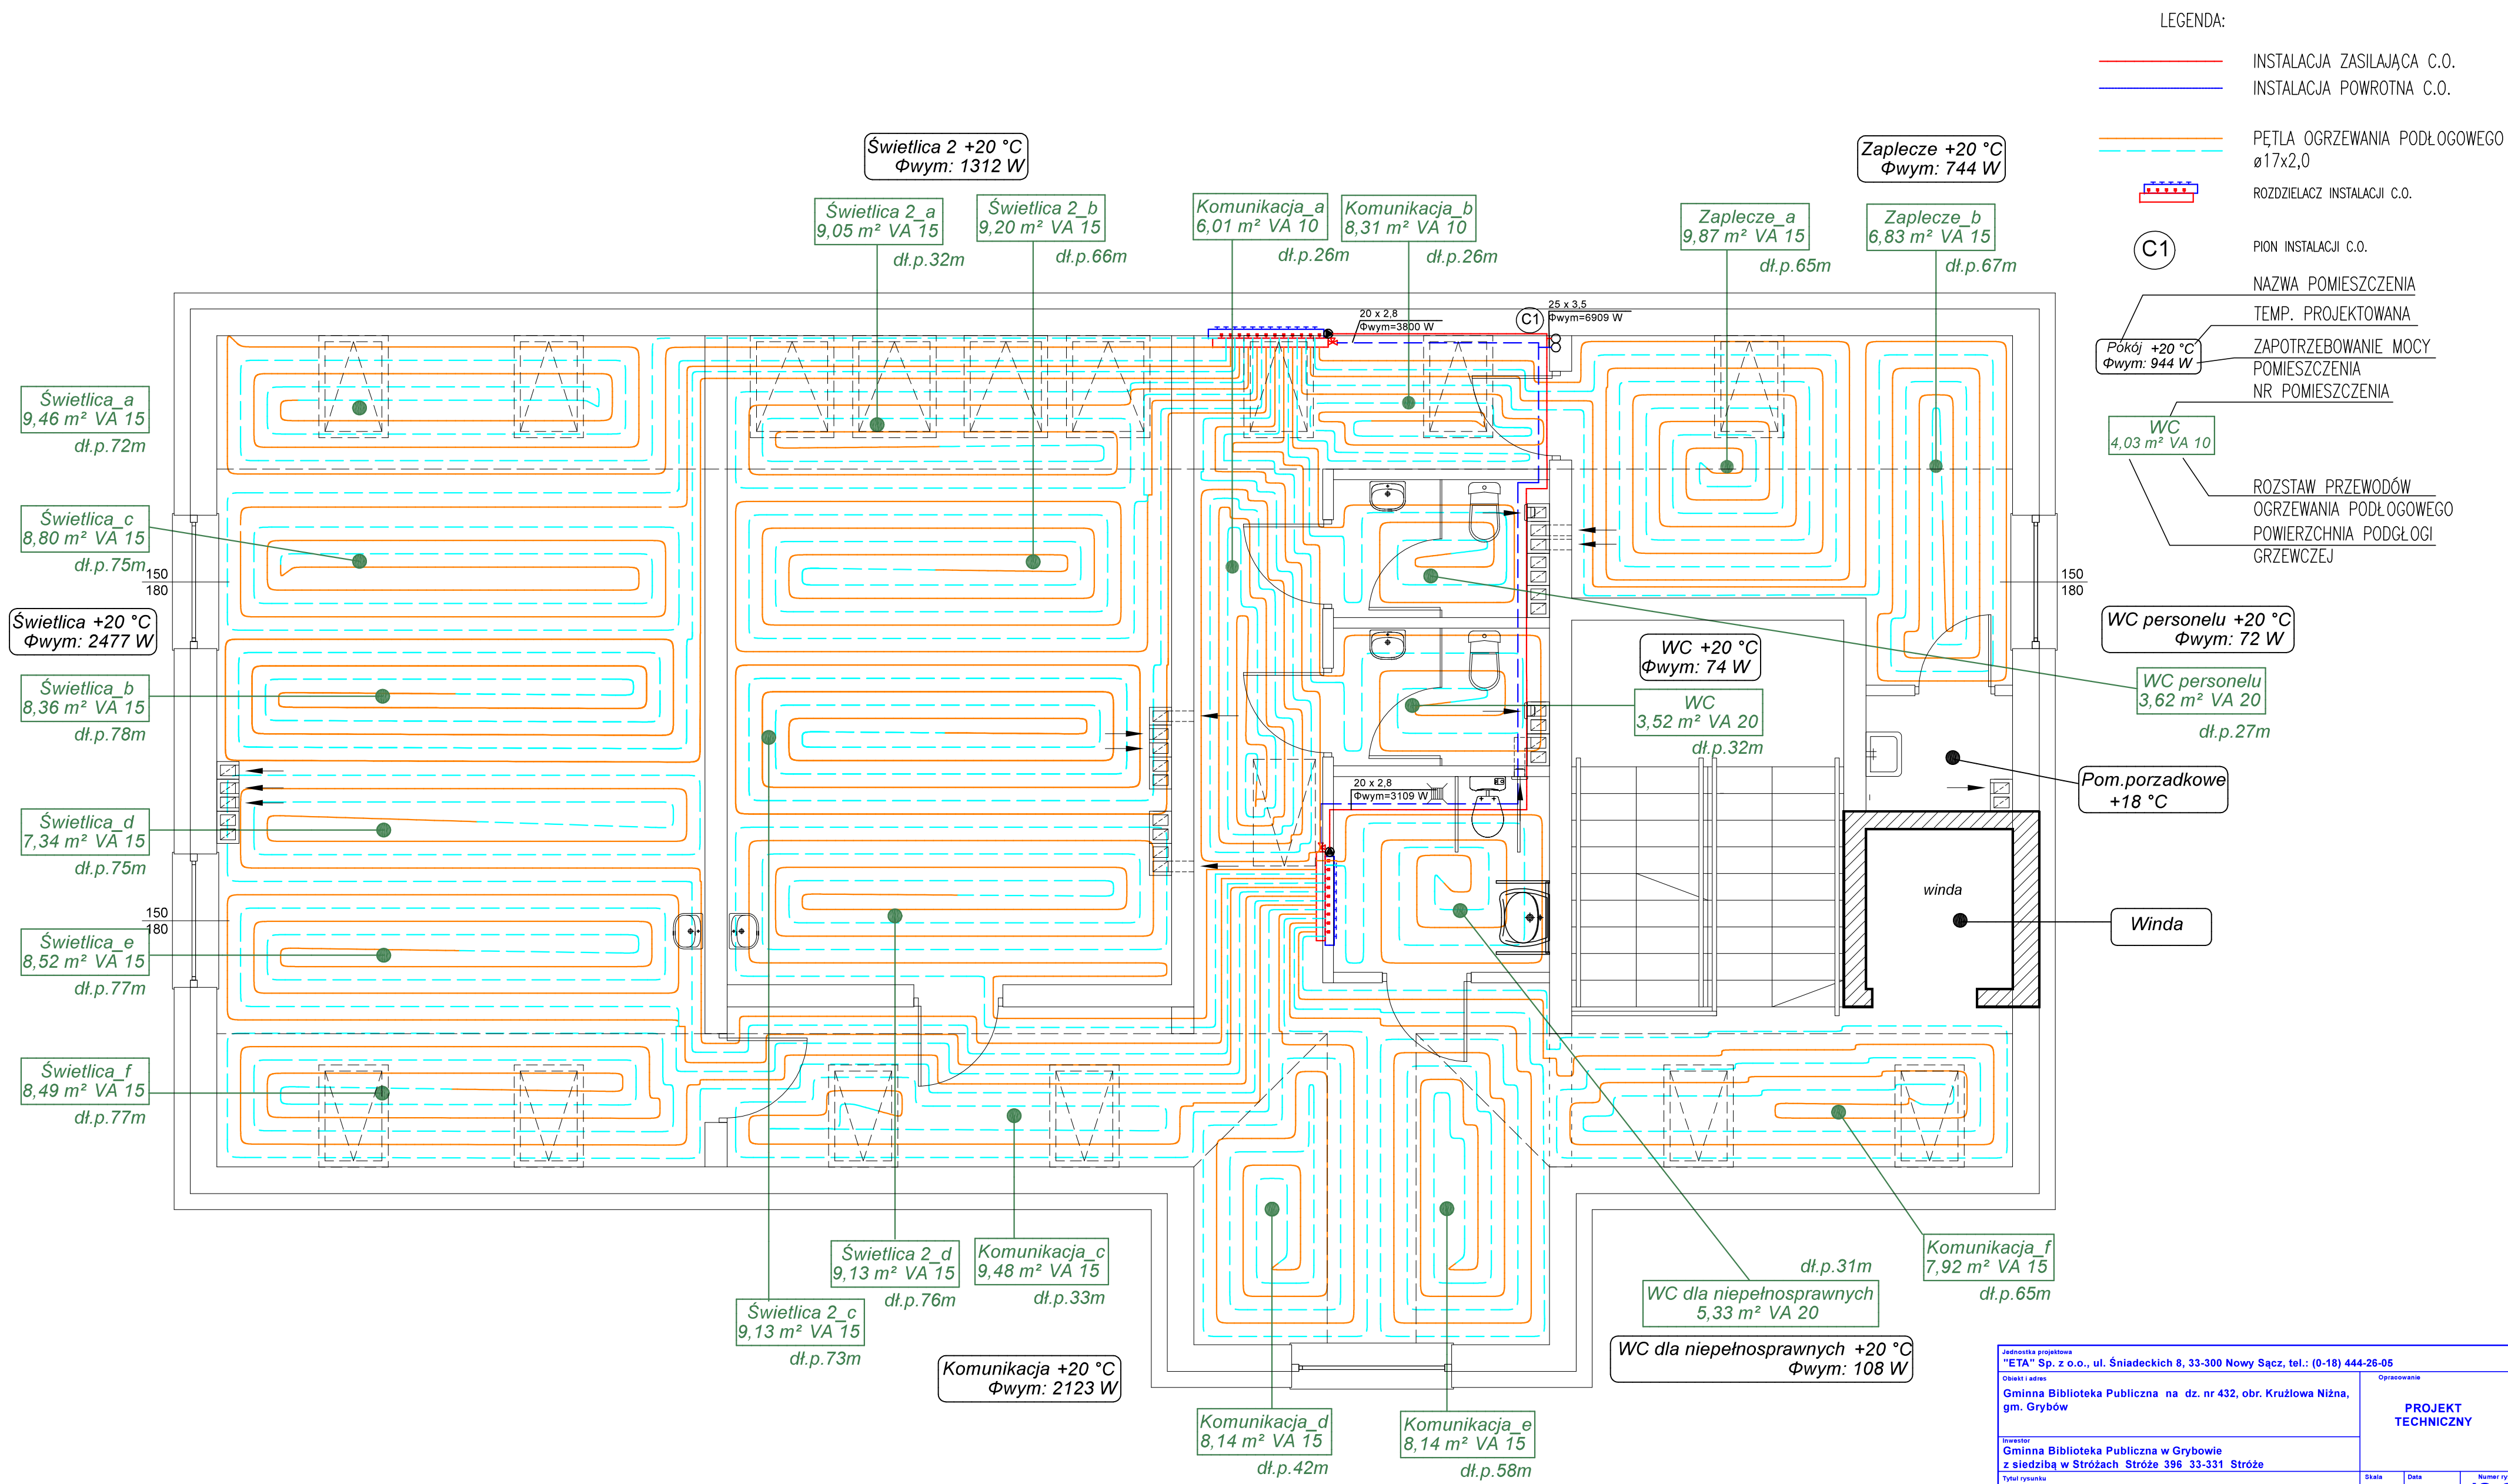 LEGENDA:
INSTALACJA ZASILAJĄCA C.O.
INSTALACJA POWROTNA C.O.
PĘTLA OGRZEWANIA PODŁOGOWEGO
ø17x2,0
ROZDZIELACZ INSTALACJI C.O.
C1
PION INSTALACJI C.O.
NAZWA POMIESZCZENIA
TEMP. PROJEKTOWANA
Pokój +20 °C
Φwym: 944 W
ZAPOTRZEBOWANIE MOCY
POMIESZCZENIA
NR POMIESZCZENIA
WC
4,03 m² VA 10
ROZSTAW PRZEWODÓW
OGRZEWANIA PODŁOGOWEGO
POWIERZCHNIA PODGŁOGI
GRZEWCZEJ
Świetlica 2 +20 °C
Φwym: 1312 W
Zaplecze +20 °C
Φwym: 744 W
Świetlica 2_a
9,05 m² VA 15
dł.p.32m
Świetlica 2_b
9,20 m² VA 15
dł.p.66m
Komunikacja_a
6,01 m² VA 10
dł.p.26m
Komunikacja_b
8,31 m² VA 10
dł.p.26m
Zaplecze_a
9,87 m² VA 15
dł.p.65m
Zaplecze_b
6,83 m² VA 15
dł.p.67m
20 x 2,8
Φwym=3800 W
C1
25 x 3,5
Φwym=6909 W
Świetlica_a
9,46 m² VA 15
dł.p.72m
Świetlica_c
8,80 m² VA 15
dł.p.75m
150
180
Świetlica +20 °C
Φwym: 2477 W
Świetlica_b
8,36 m² VA 15
dł.p.78m
Świetlica_d
7,34 m² VA 15
dł.p.75m
150
180
Świetlica_e
8,52 m² VA 15
dł.p.77m
Świetlica_f
8,49 m² VA 15
dł.p.77m
150
180
WC personelu +20 °C
Φwym: 72 W
WC personelu
3,62 m² VA 20
dł.p.27m
WC +20 °C
Φwym: 74 W
WC
3,52 m² VA 20
dł.p.32m
20 x 2,8
Φwym=3109 W
Pom.porzadkowe
+18 °C
winda
Winda
Świetlica 2_d
9,13 m² VA 15
dł.p.76m
Komunikacja_c
9,48 m² VA 15
dł.p.33m
Świetlica 2_c
9,13 m² VA 15
dł.p.73m
Komunikacja +20 °C
Φwym: 2123 W
Komunikacja_d
8,14 m² VA 15
dł.p.42m
Komunikacja_e
8,14 m² VA 15
dł.p.58m
dł.p.31m
WC dla niepełnosprawnych
5,33 m² VA 20
WC dla niepełnosprawnych +20 °C
Φwym: 108 W
Komunikacja_f
7,92 m² VA 15
dł.p.65m
Jednostka projektowa
"ETA" Sp. z o.o., ul. Śniadeckich 8, 33-300 Nowy Sącz, tel.: (0-18) 444-26-05
Obiekt i adres
Gminna Biblioteka Publiczna na dz. nr 432, obr. Krużlowa Niżna,
gm. Grybów
Opracowanie
PROJEKT
TECHNICZNY
Inwestor
Gminna Biblioteka Publiczna w Grybowie
z siedzibą w Stróżach Stróże 396 33-331 Stróże
Tytuł rysunku
Skala
Data
Numer ry